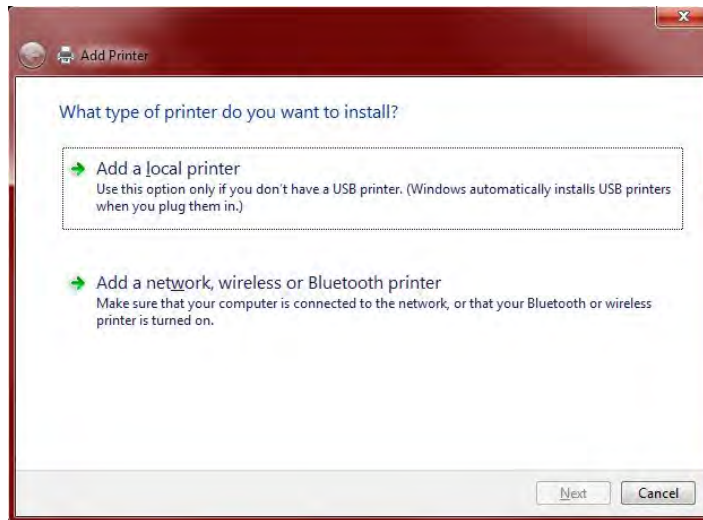 Add Printer
What type of printer do you want to install?
Add a local printer
Use this option only if you don't have a USB printer. (Windows automatically installs USB printers
when you plug them in.)
Add a network, wireless or Bluetooth printer
Make sure that your computer is connected to the network, or that your Bluetooth or wireless
printer is turned on.
Next Cancel